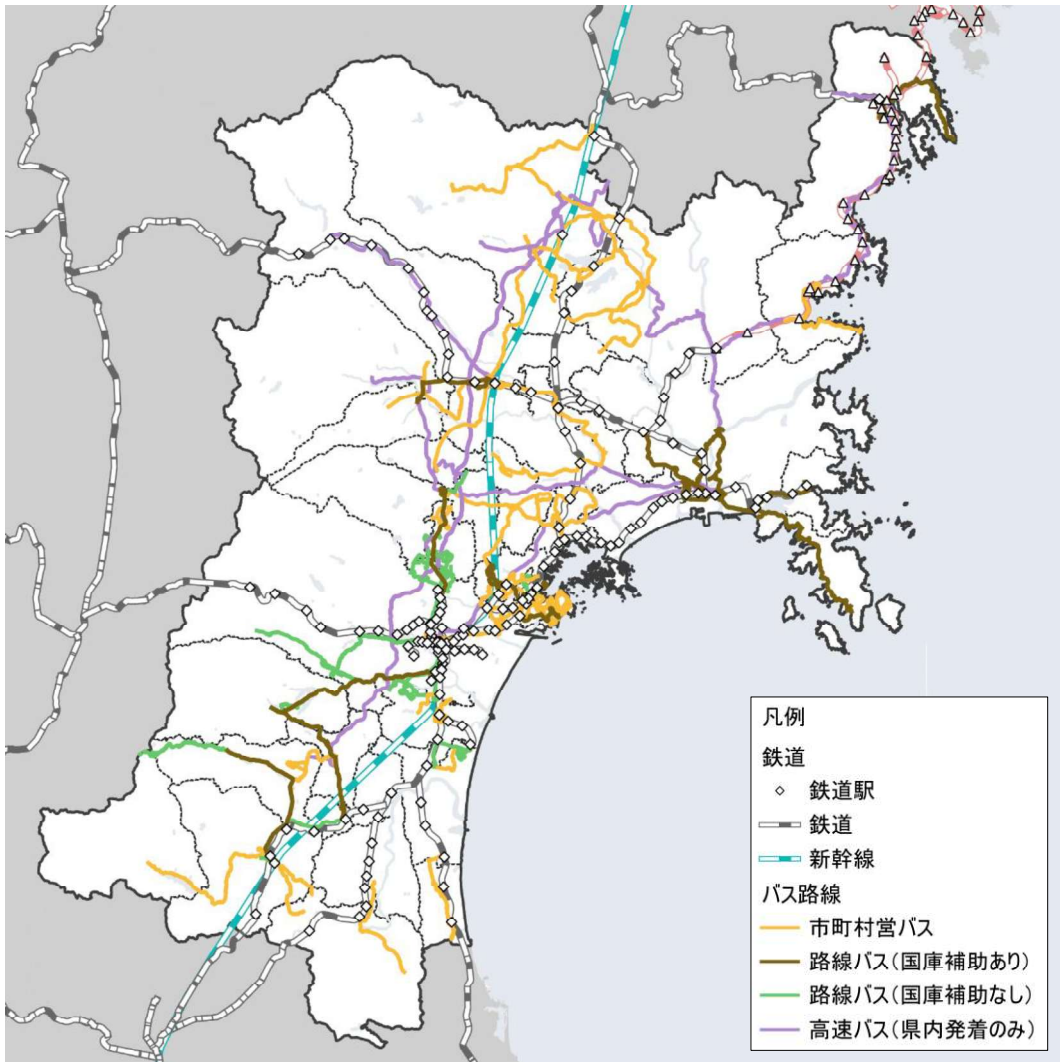 凡例
鉄道
鉄道駅
鉄道
新幹線
バス路線
市町村営バス
路線バス(国庫補助あり)
路線バス(国庫補助なし)
高速バス(県内発着のみ)